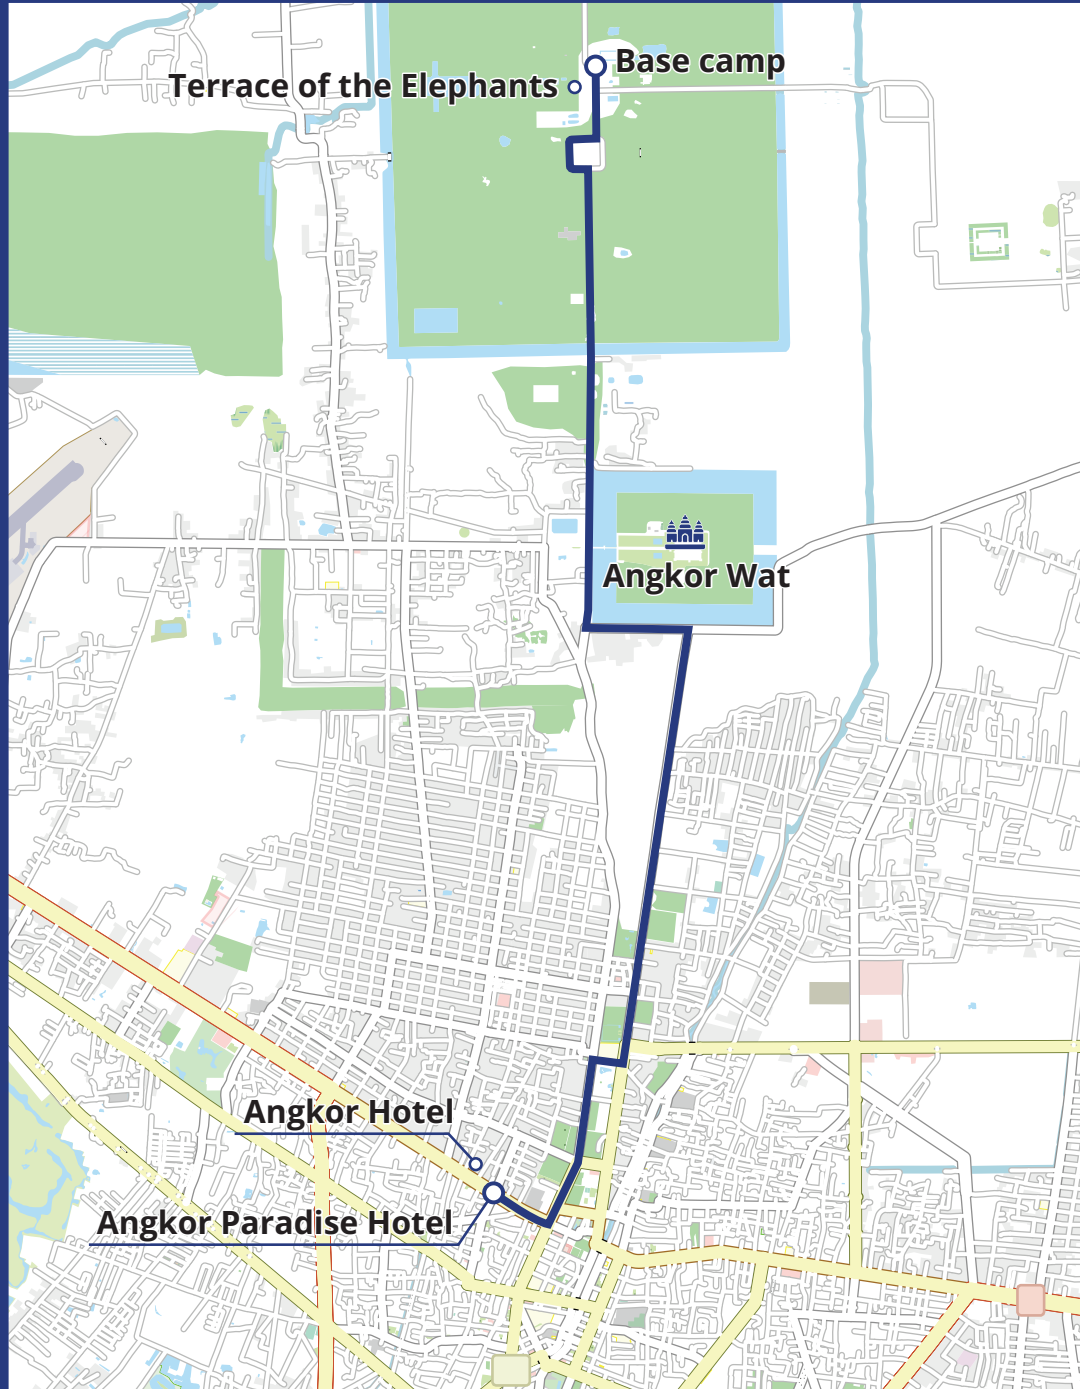 Base camp
Terrace of the Elephants
Angkor Wat
Angkor Hotel
Angkor Paradise Hotel